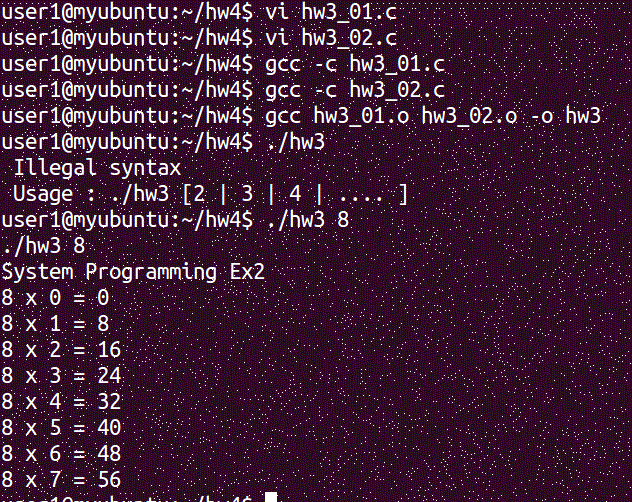 user1@myubuntu:~/hw4$ vi hw3_01.c
user1@myubuntu:~/hw4$ vi hw3_02.c
user1@myubuntu:~/hw4$ gcc -c hw3_01.c
user1@myubuntu:~/hw4$ gcc -c hw3_02.c
user1@myubuntu:~/hw4$ gcc hw3_01.o hw3_02.o -o hw3
user1@myubuntu:~/hw4$ ./hw3
 Illegal syntax
 Usage : ./hw3 [2 | 3 | 4 | .... ]
user1@myubuntu:~/hw4$ ./hw3 8
./hw3 8
System Programming Ex2
8 x 0 = 0
8 x 1 = 8
8 x 2 = 16
8 x 3 = 24
8 x 4 = 32
8 x 5 = 40
8 x 6 = 48
8 x 7 = 56
user1@myubuntu:~/hw4$